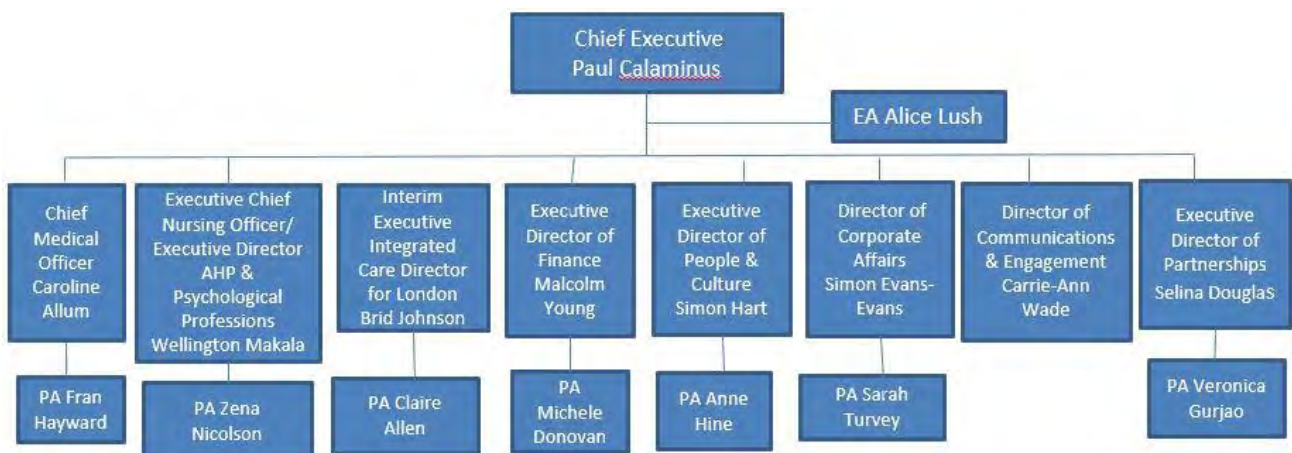 Chief Executive
Paul Calaminus
EA Alice Lush
Chief
Medical
Officer
Caroline
Allum
Executive Chief
Nursing Officer/
Executive Director
AHP &
Psychological
Professions
Wellington Makala
Interim
Executive
Integrated
Care Director
for London
Brid Johnson
Executive
Director of
Finance
Malcolm
Young
Executive
Director of
People &
Culture
Simon Hart
Director of
Corporate
Affairs
Simon Evans-
Evans
Director of
Communications
& Engagement
Carrie-Ann
Wade
Executive
Director of
Partnerships
Selina Douglas
PA Fran
Hayward
PA Zena
Nicolson
PA Claire
Allen
PA
Michele
Donovan
PA Anne
Hine
PA Sarah
Turvey
PA Veronica
Gurjao